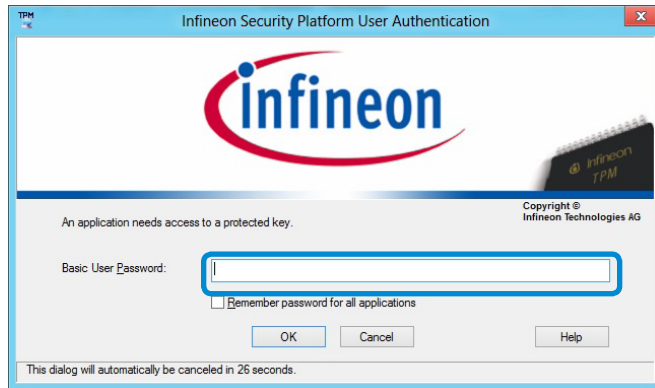 TPM
Infineon Security Platform User Authentication
x
infineon
Infineon
TPM
Copyright ©
Infineon Technologies AG
An application needs access to a protected key.
Basic User Password:
Remember password for all applications
OK
Cancel
Help
This dialog will automatically be canceled in 26 seconds.